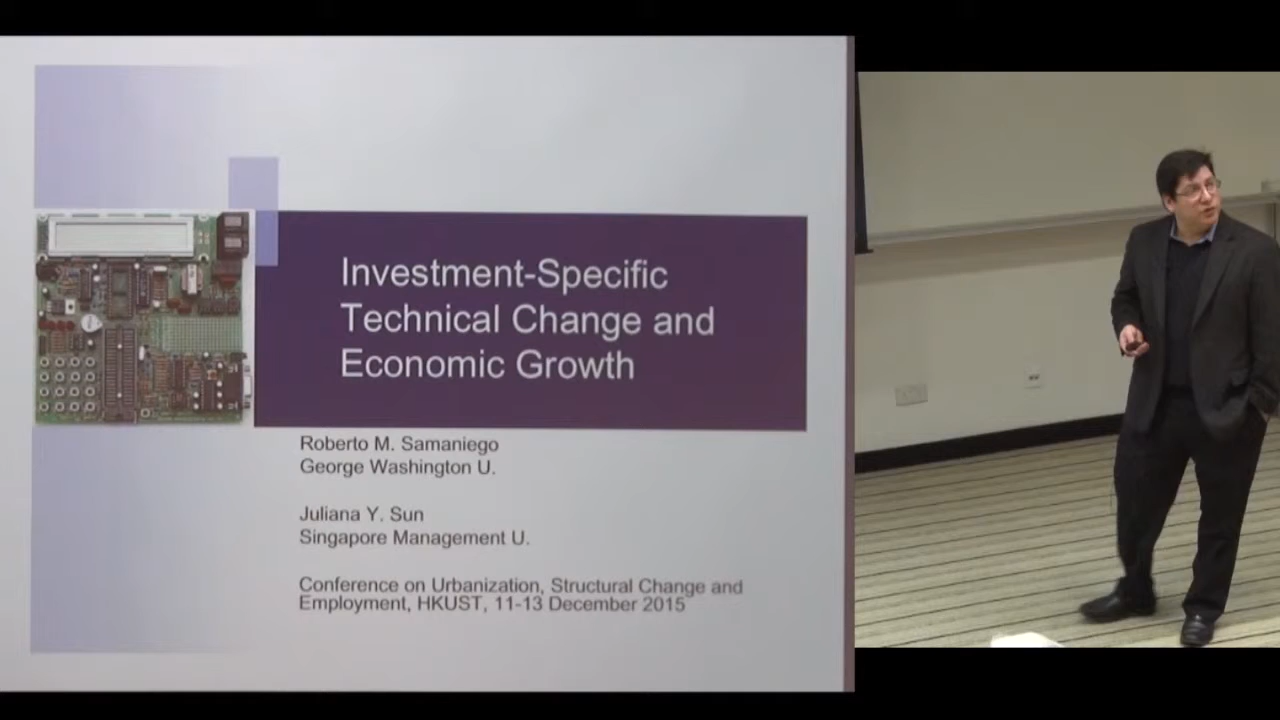 Investment-Specific
Technical Change and
Economic Growth
Roberto M. Samaniego
George Washington U.
Juliana Y. Sun
Singapore Management U.
Conference on Urbanization, Structural Change and
Employment, HKUST, 11-13 December 2015